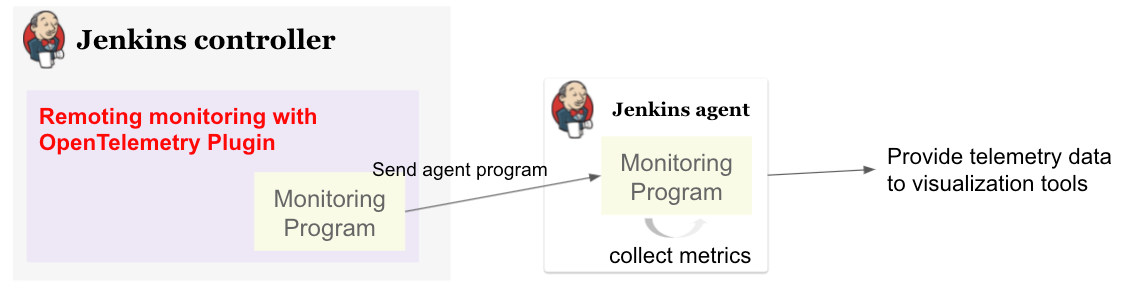 Jenkins controller
Remoting monitoring with
OpenTelemetry Plugin
Monitoring
Program
Send agent program
Jenkins agent
Monitoring
Program
collect metrics
Provide telemetry data
to visualization tools